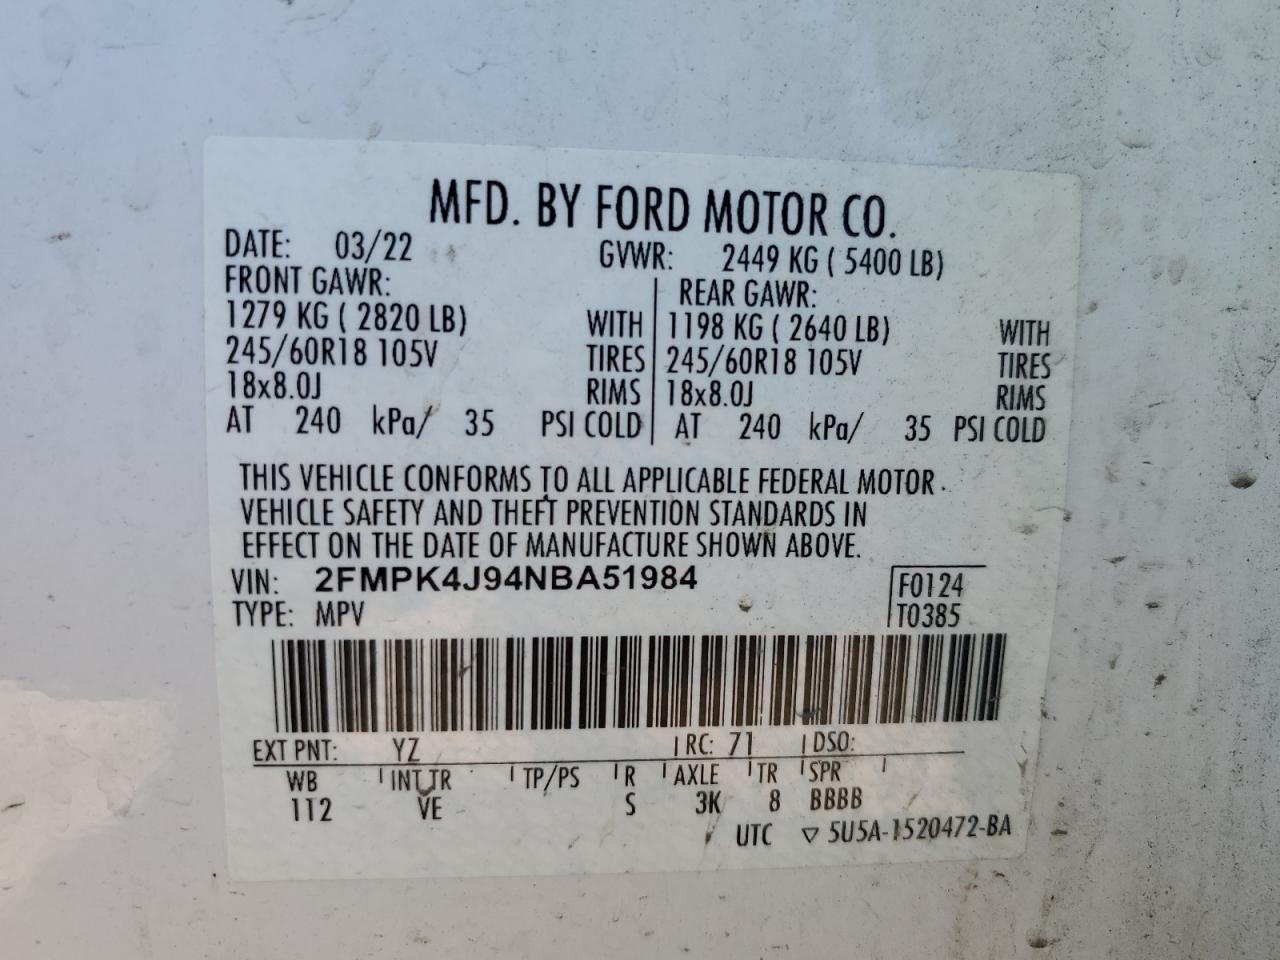 MFD. BY FORD MOTOR CO.
DATE: 03/22 GVWR: 2449 KG ( 5400 LB)
FRONT GAWR: REAR GAWR:
1279 KG ( 2820 LB) WITH 1198 KG ( 2640 LB) WITH
245/60R18 105V TIRES 245/60R18 105V TIRES
18x8.0J RIMS 18x8.0J RIMS
AT 240 kPa/ 35 PSI COLD AT 240 kPa/ 35 PSI COLD
THIS VEHICLE CONFORMS TO ALL APPLICABLE FEDERAL MOTOR
VEHICLE SAFETY AND THEFT PREVENTION STANDARDS IN
EFFECT ON THE DATE OF MANUFACTURE SHOWN ABOVE.
VIN: 2FMPK4J94NBA51984 F0124
TYPE: MPV T0385
EXT PNT: YZ RC: 71 DSO:
WB INT TR TP/PS R AXLE TR SPR
112 VE S 3K 8 BBBB
UTC ▽ 5U5A-1520472-BA